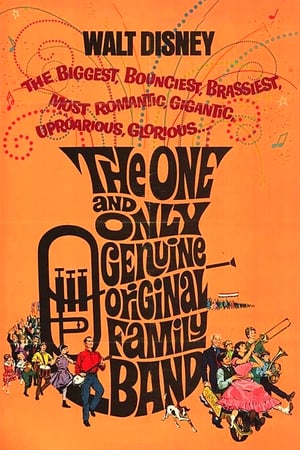 WALT DISNEY
THE BIGGEST, BOUNCIEST, BRASSIEST,
MOST ROMANTIC, GIGANTIC,
UPROARIOUS, GLORIOUS...
THE ONE
AND
ONLY
GENUINE
ORIGINAL
FAMILY
BAND